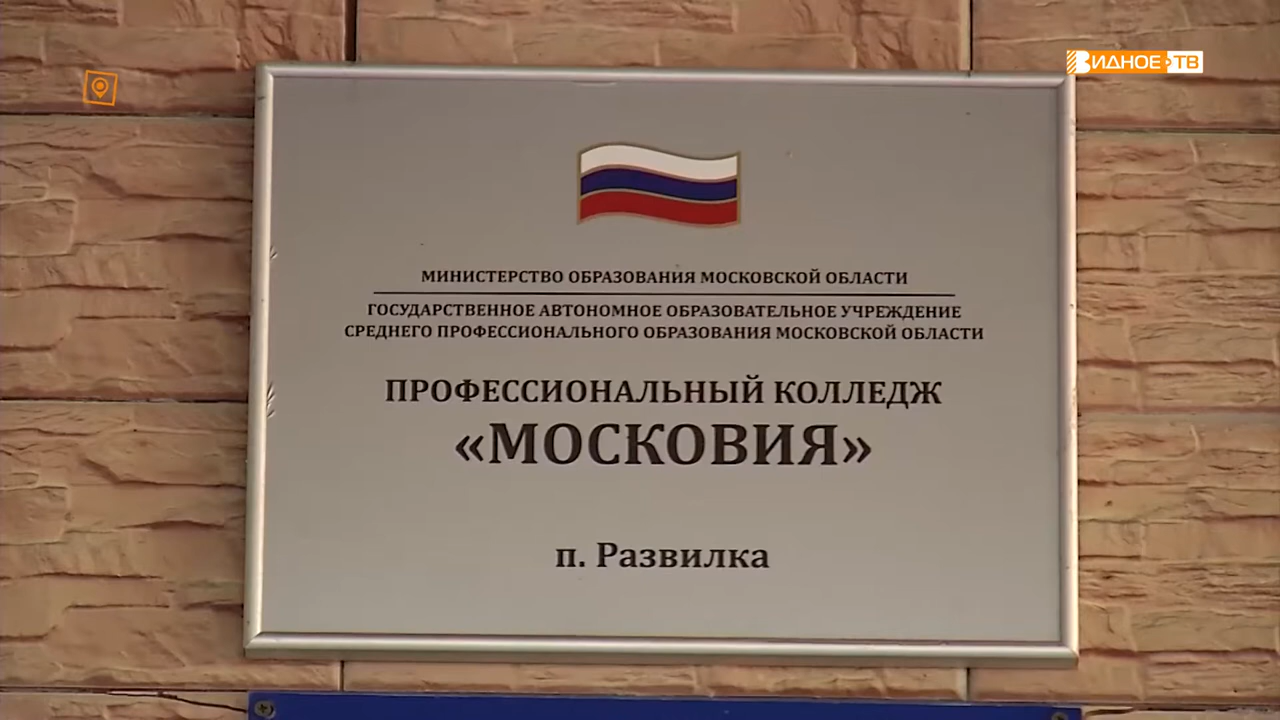 ВИДНОЕ ТВ
МИНИСТЕРСТВО ОБРАЗОВАНИЯ МОСКОВСКОЙ ОБЛАСТИ
ГОСУДАРСТВЕННОЕ АВТОНОМНОЕ ОБРАЗОВАТЕЛЬНОЕ УЧРЕЖДЕНИЕ
СРЕДНЕГО ПРОФЕССИОНАЛЬНОГО ОБРАЗОВАНИЯ МОСКОВСКОЙ ОБЛАСТИ
ПРОФЕССИОНАЛЬНЫЙ КОЛЛЕДЖ
«МОСКОВИЯ»
п. Развилка